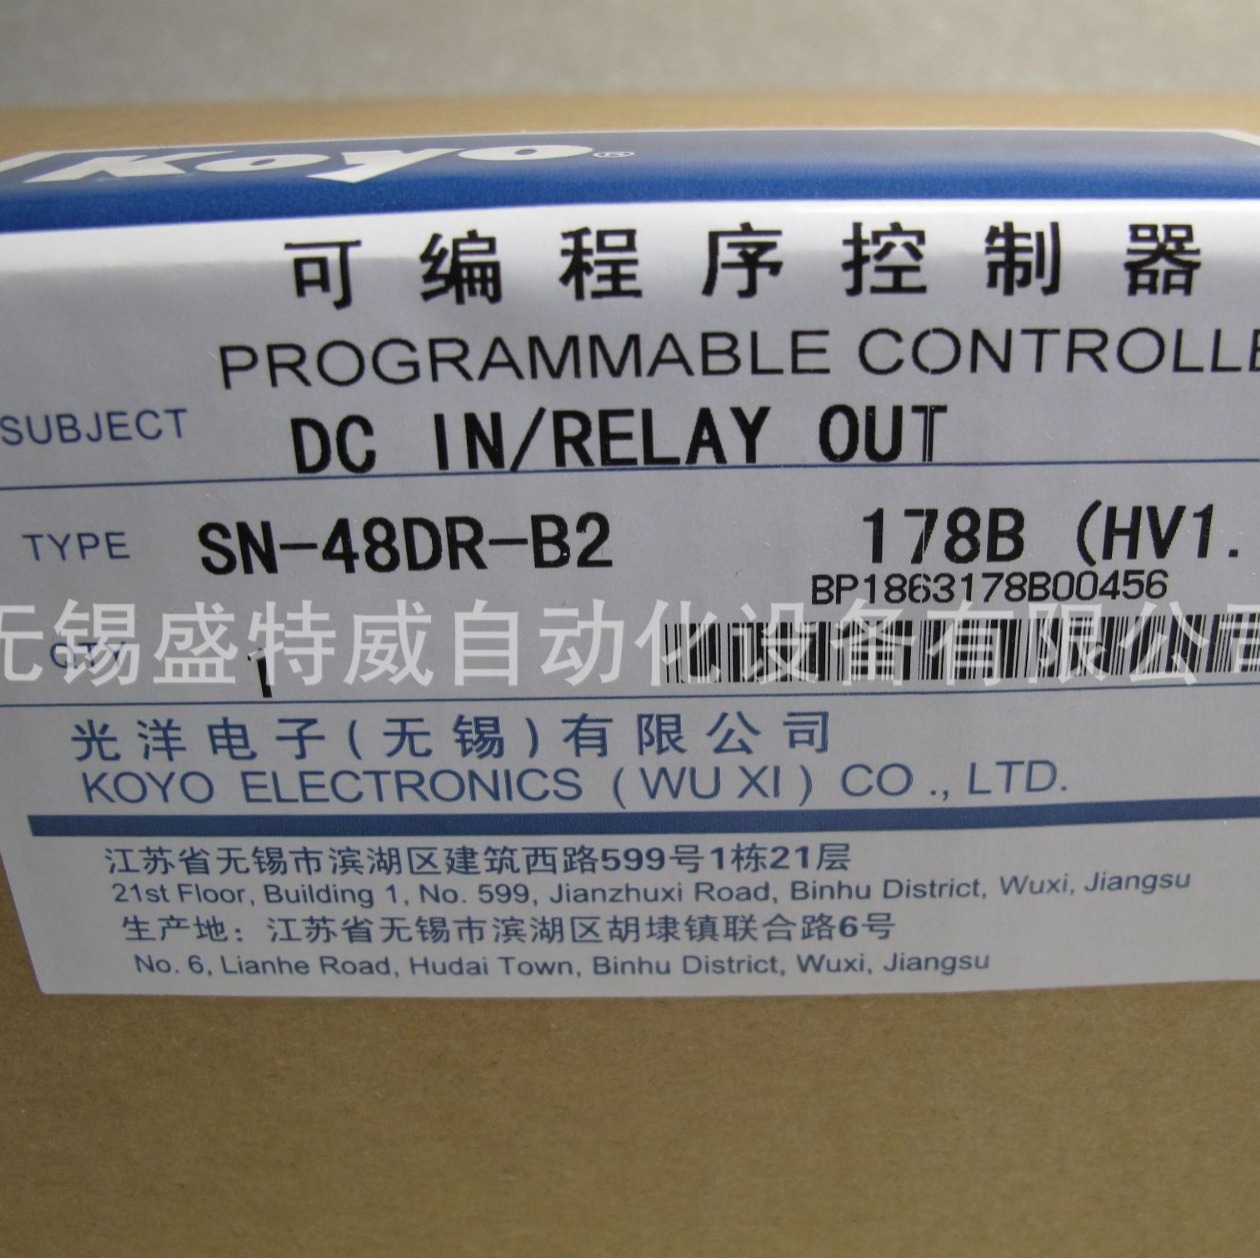 Koyo®
可编程序控制器
PROGRAMMABLE CONTROLLE
SUBJECT DC IN/RELAY OUT
TYPE SN-48DR-B2 178B (HV1.
BP1863178B00456
无锡盛特威自动化设备有限公司
QTY 1
光洋电子(无锡)有限公司
KOYO ELECTRONICS (WU XI) CO., LTD.
江苏省无锡市滨湖区建筑西路599号1栋21层
21st Floor, Building 1, No. 599, Jianzhuxi Road, Binhu District, Wuxi, Jiangsu
生产地：江苏省无锡市滨湖区胡埭镇联合路6号
No. 6, Lianhe Road, Hudai Town, Binhu District, Wuxi, Jiangsu